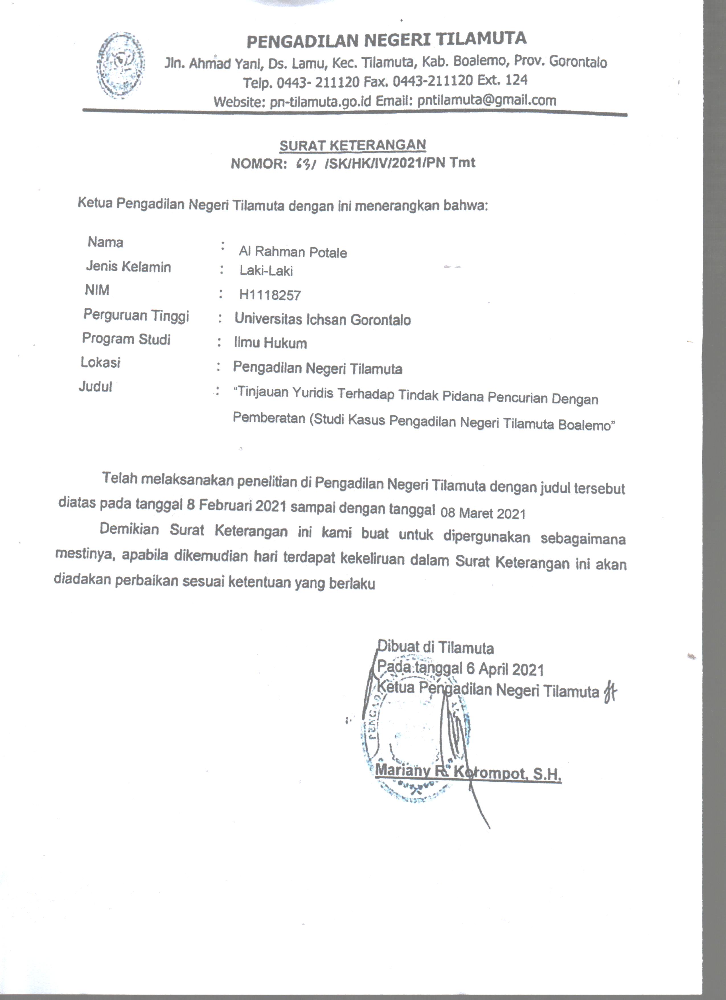 PENGADILAN NEGERI TILAMUTA
Jln. Ahmad Yani, Ds. Lamu, Kec. Tilamuta, Kab. Boalemo, Prov. Gorontalo
Telp. 0443- 211120 Fax. 0443-211120 Ext. 124
Website: pn-tilamuta.go.id Email: pntilamuta@gmail.com
SURAT KETERANGAN
NOMOR: 631 /SK/HK/IV/2021/PN Tmt
Ketua Pengadilan Negeri Tilamuta dengan ini menerangkan bahwa:
Nama : Al Rahman Potale
Jenis Kelamin : Laki-Laki
NIM : H1118257
Perguruan Tinggi : Universitas Ichsan Gorontalo
Program Studi : Ilmu Hukum
Lokasi : Pengadilan Negeri Tilamuta
Judul : “Tinjauan Yuridis Terhadap Tindak Pidana Pencurian Dengan
Pemberatan (Studi Kasus Pengadilan Negeri Tilamuta Boalemo”
Telah melaksanakan penelitian di Pengadilan Negeri Tilamuta dengan judul tersebut
diatas pada tanggal 8 Februari 2021 sampai dengan tanggal 08 Maret 2021
Demikian Surat Keterangan ini kami buat untuk dipergunakan sebagaimana
mestinya, apabila dikemudian hari terdapat kekeliruan dalam Surat Keterangan ini akan
diadakan perbaikan sesuai ketentuan yang berlaku
Dibuat di Tilamuta
Pada tanggal 6 April 2021
Ketua Pengadilan Negeri Tilamuta
Mariany R. Korompot, S.H.